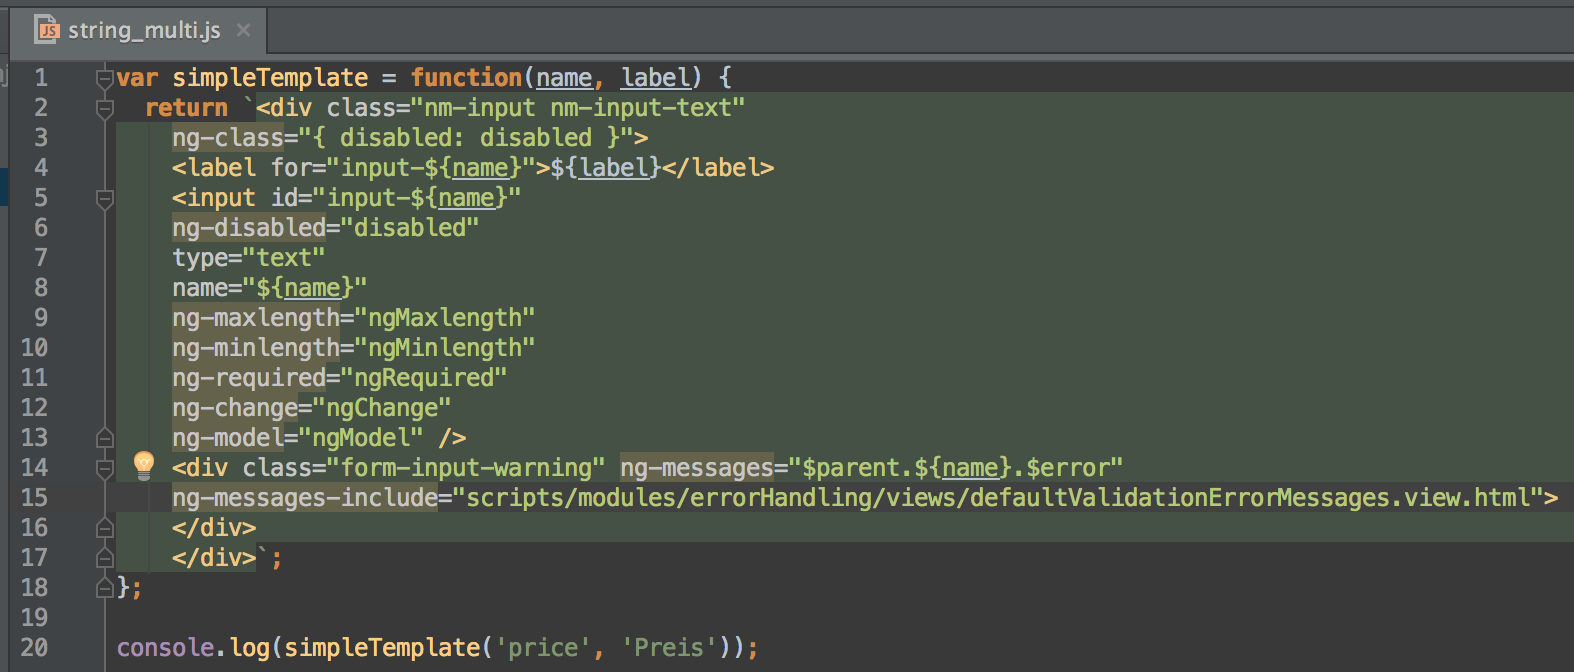 JS string_multi.js ×
1 var simpleTemplate = function(name, label) {
2 return `<div class="nm-input nm-input-text"
3 ng-class="{ disabled: disabled }">
4 <label for="input-${name}">${label}</label>
5 <input id="input-${name}"
6 ng-disabled="disabled"
7 type="text"
8 name="${name}"
9 ng-maxlength="ngMaxlength"
10 ng-minlength="ngMinlength"
11 ng-required="ngRequired"
12 ng-change="ngChange"
13 ng-model="ngModel" />
14 <div class="form-input-warning" ng-messages="$parent.${name}.$error"
15 ng-messages-include="scripts/modules/errorHandling/views/defaultValidationErrorMessages.view.html">
16 </div>
17 </div>`;
18 };
19
20 console.log(simpleTemplate('price', 'Preis'));